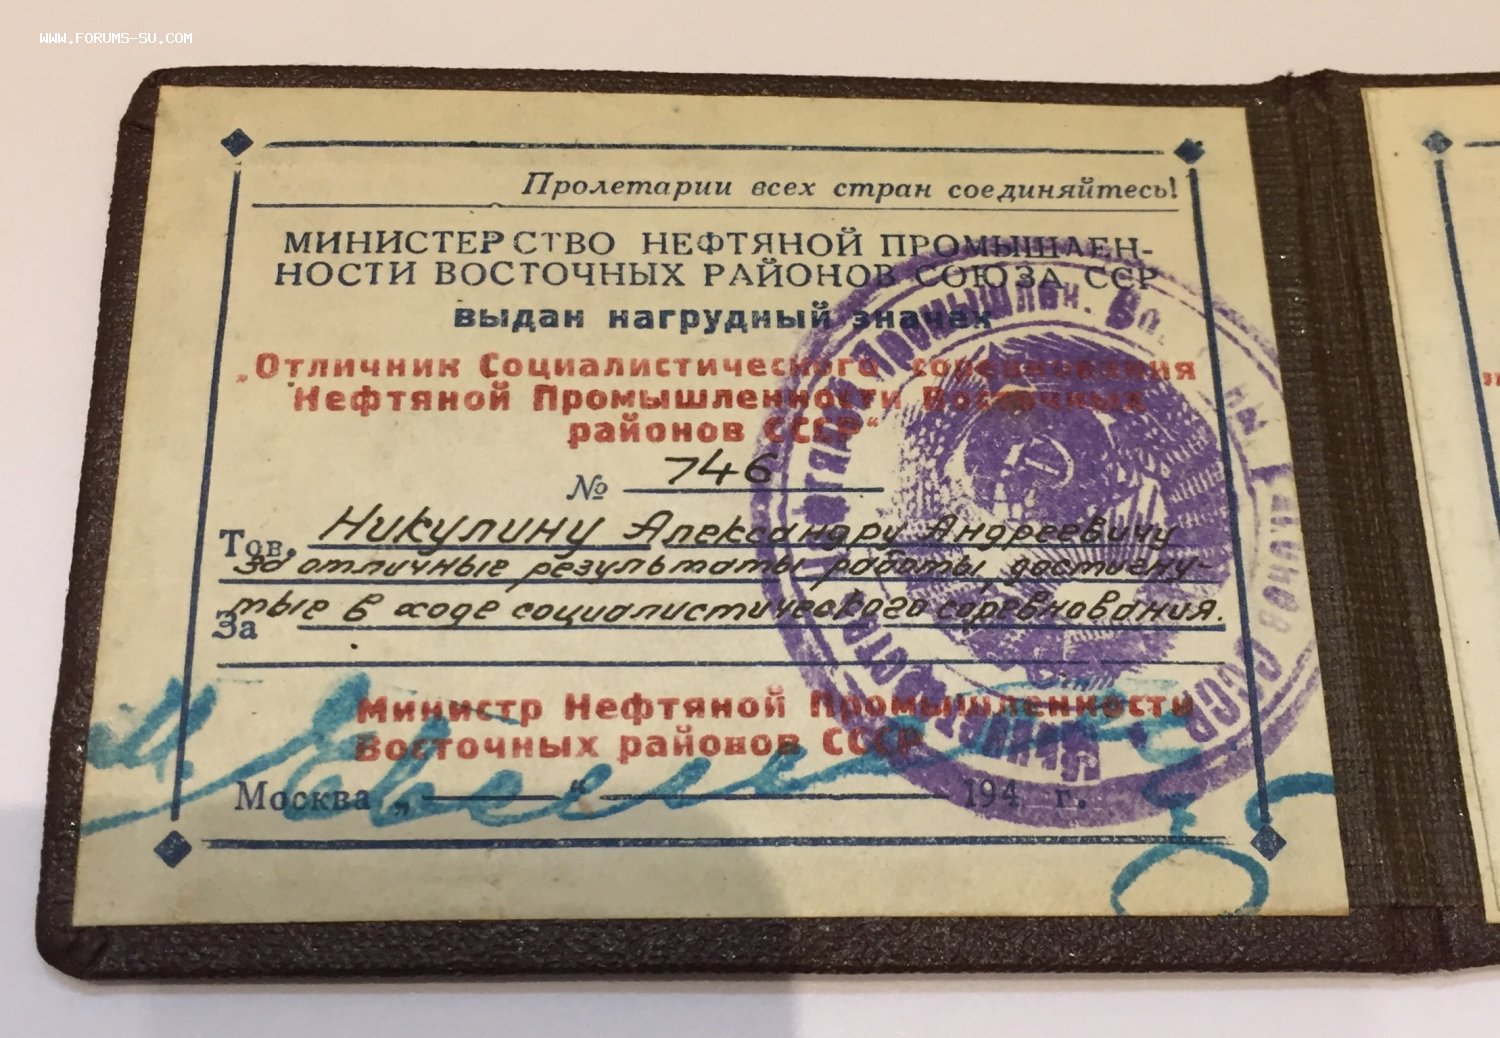 WWW.FORUMS-SU.COM
Пролетарии всех стран соединяйтесь!
МИНИСТЕРСТВО НЕФТЯНОЙ ПРОМЫШЛЕН-
НОСТИ ВОСТОЧНЫХ РАЙОНОВ СОЮЗА ССР
выдан нагрудный значек
„Отличник Социалистического соревнования
Нефтяной Промышленности Восточных
районов СССР“
№ 746
Тов. Никулину Александру Андреевичу
за отличные результаты работы, достигну-
тые в ходе социалистического соревнования.
За
Министр Нефтяной Промышленности
Восточных районов СССР
Москва „ “ 194 г.